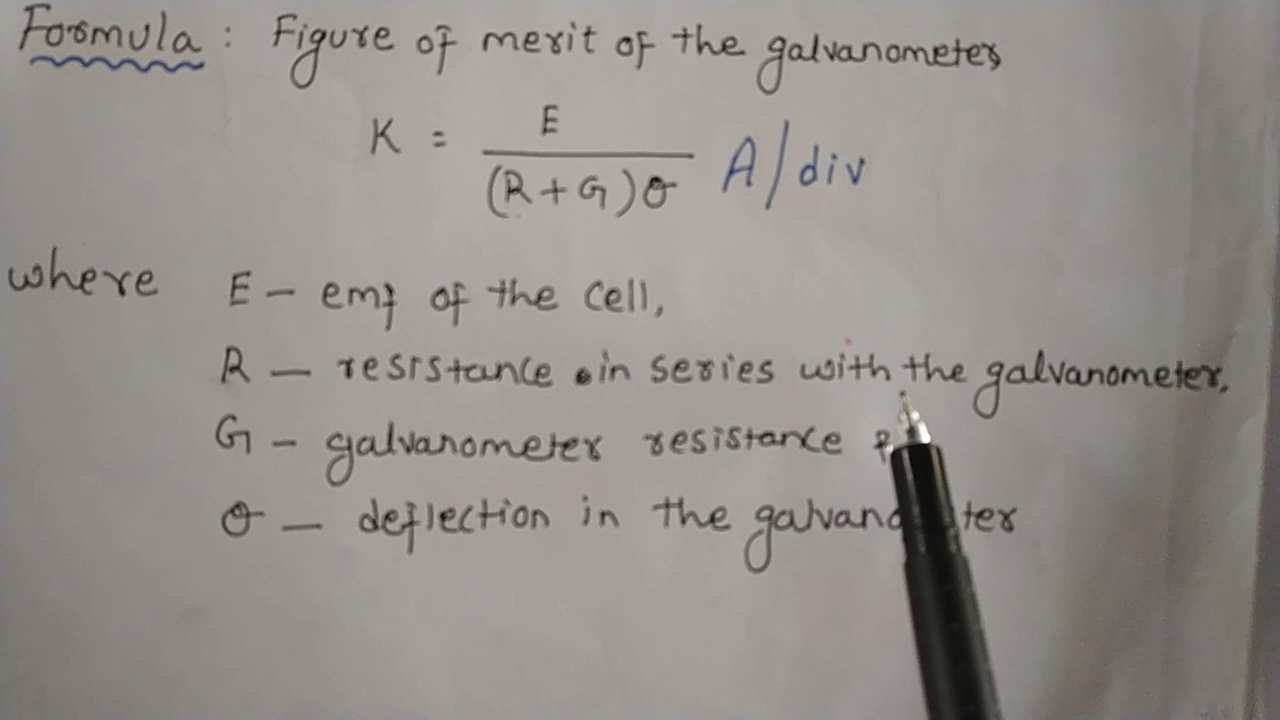 Formula : Figure of merit of the galvanometer
K = E / (R+G)θ A/div
where E – emf of the cell,
R – resistance in series with the galvanometer,
G – galvanometer resistance
θ – deflection in the